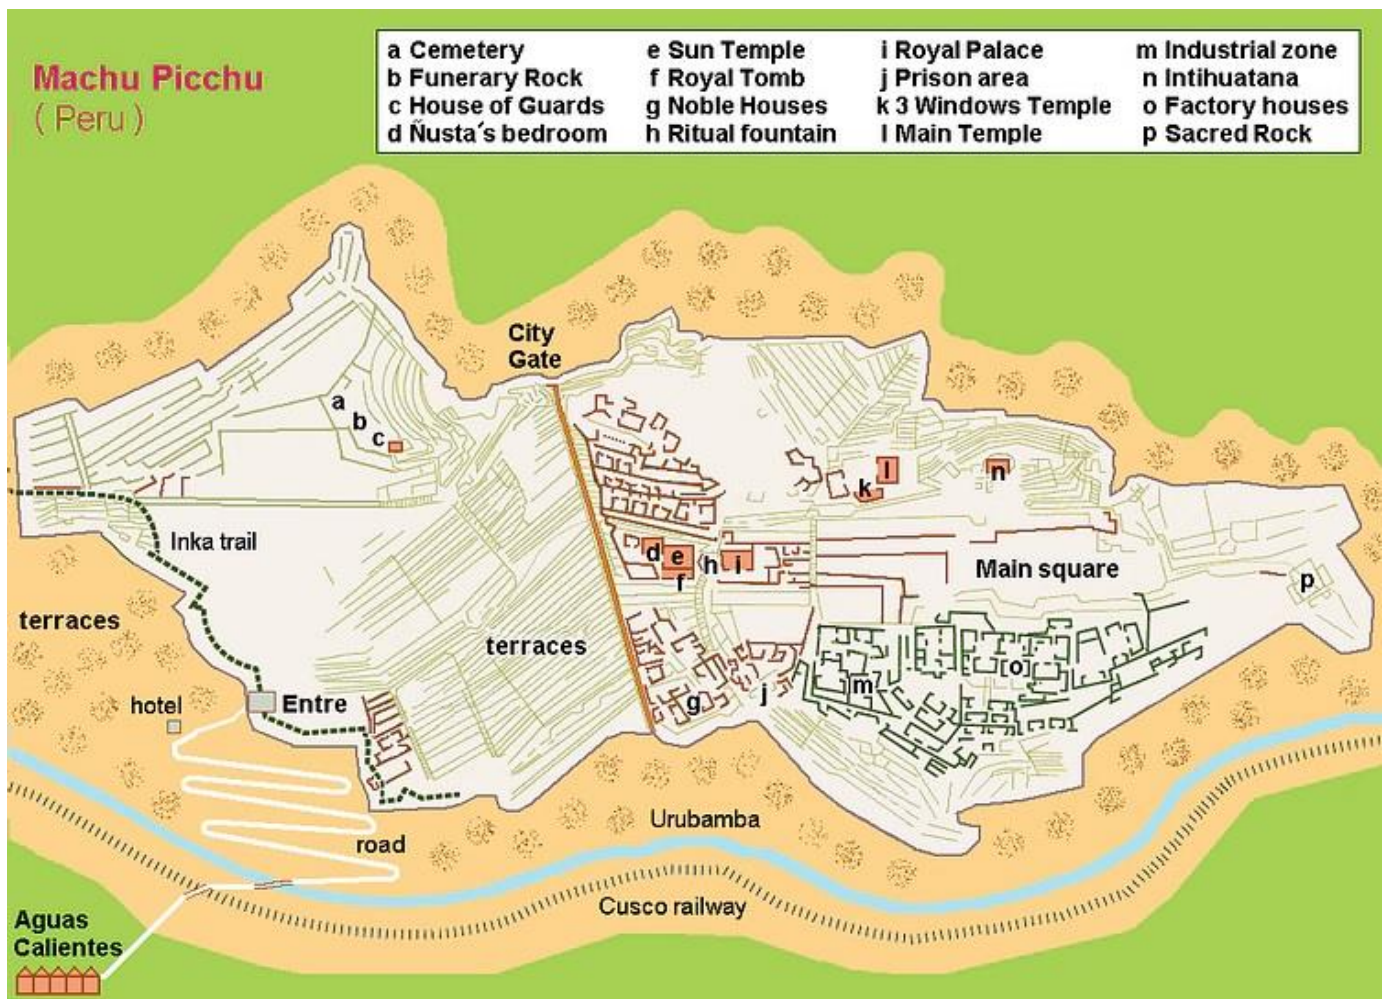 Machu Picchu
( Peru )
a Cemetery
b Funerary Rock
c House of Guards
d Ñusta´s bedroom
e Sun Temple
f Royal Tomb
g Noble Houses
h Ritual fountain
i Royal Palace
j Prison area
k 3 Windows Temple
l Main Temple
m Industrial zone
n Intihuatana
o Factory houses
p Sacred Rock
City
Gate
a
b
c
l
k
n
Inka trail
d
e
f
h
i
Main square
p
terraces
terraces
o
m
j
g
hotel
Entre
road
Urubamba
Cusco railway
Aguas
Calientes